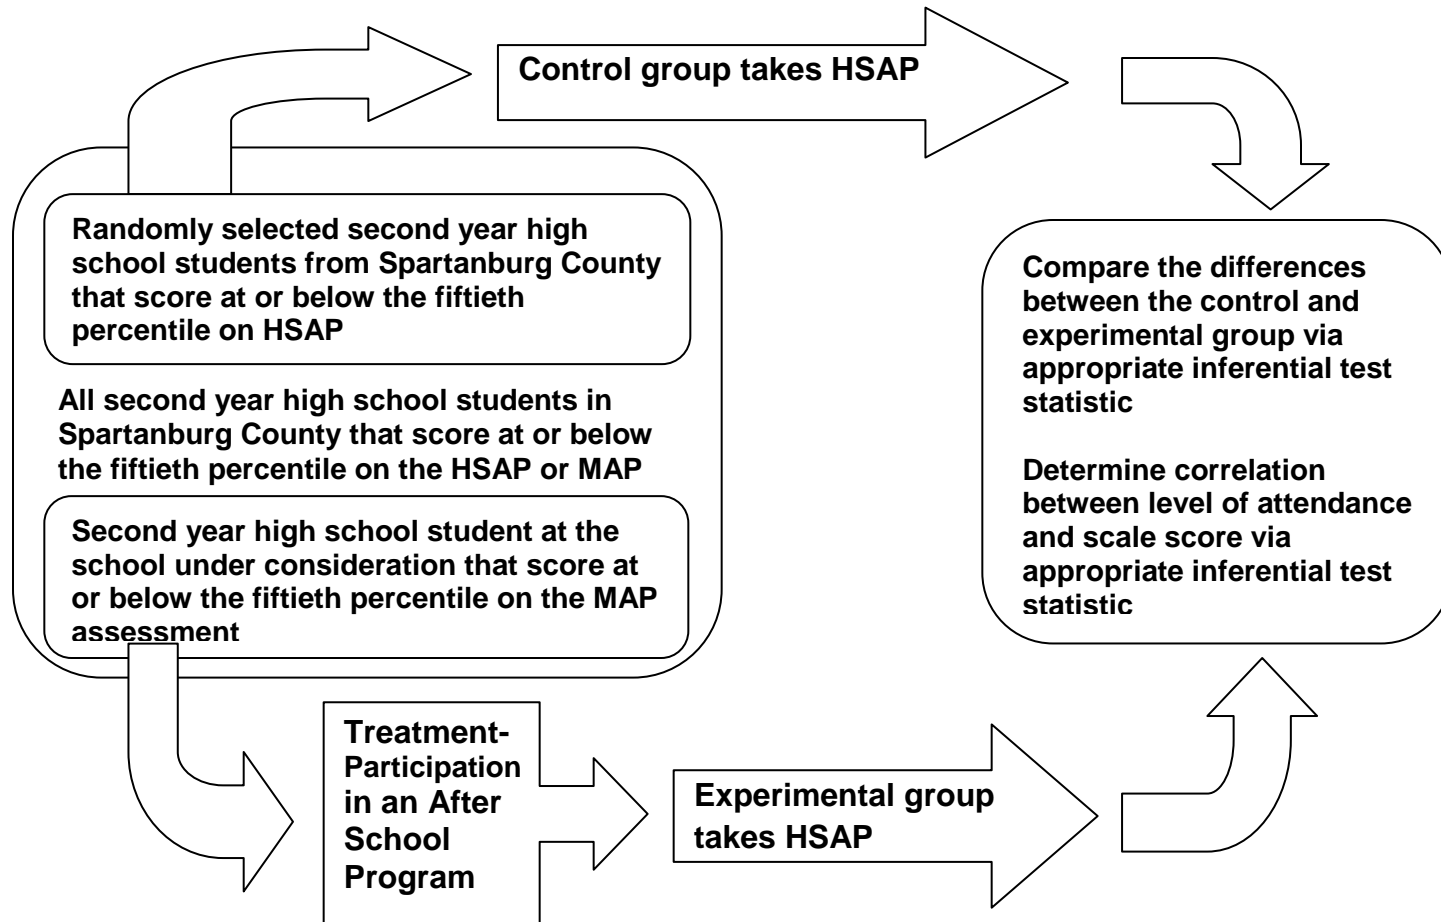 Control group takes HSAP
Randomly selected second year high
school students from Spartanburg County
that score at or below the fiftieth
percentile on HSAP
All second year high school students in
Spartanburg County that score at or below
the fiftieth percentile on the HSAP or MAP
Second year high school student at the
school under consideration that score at
or below the fiftieth percentile on the MAP
assessment
Treatment-
Participation
in an After
School
Program
Experimental group
takes HSAP
Compare the differences
between the control and
experimental group via
appropriate inferential test
statistic
Determine correlation
between level of attendance
and scale score via
appropriate inferential test
statistic